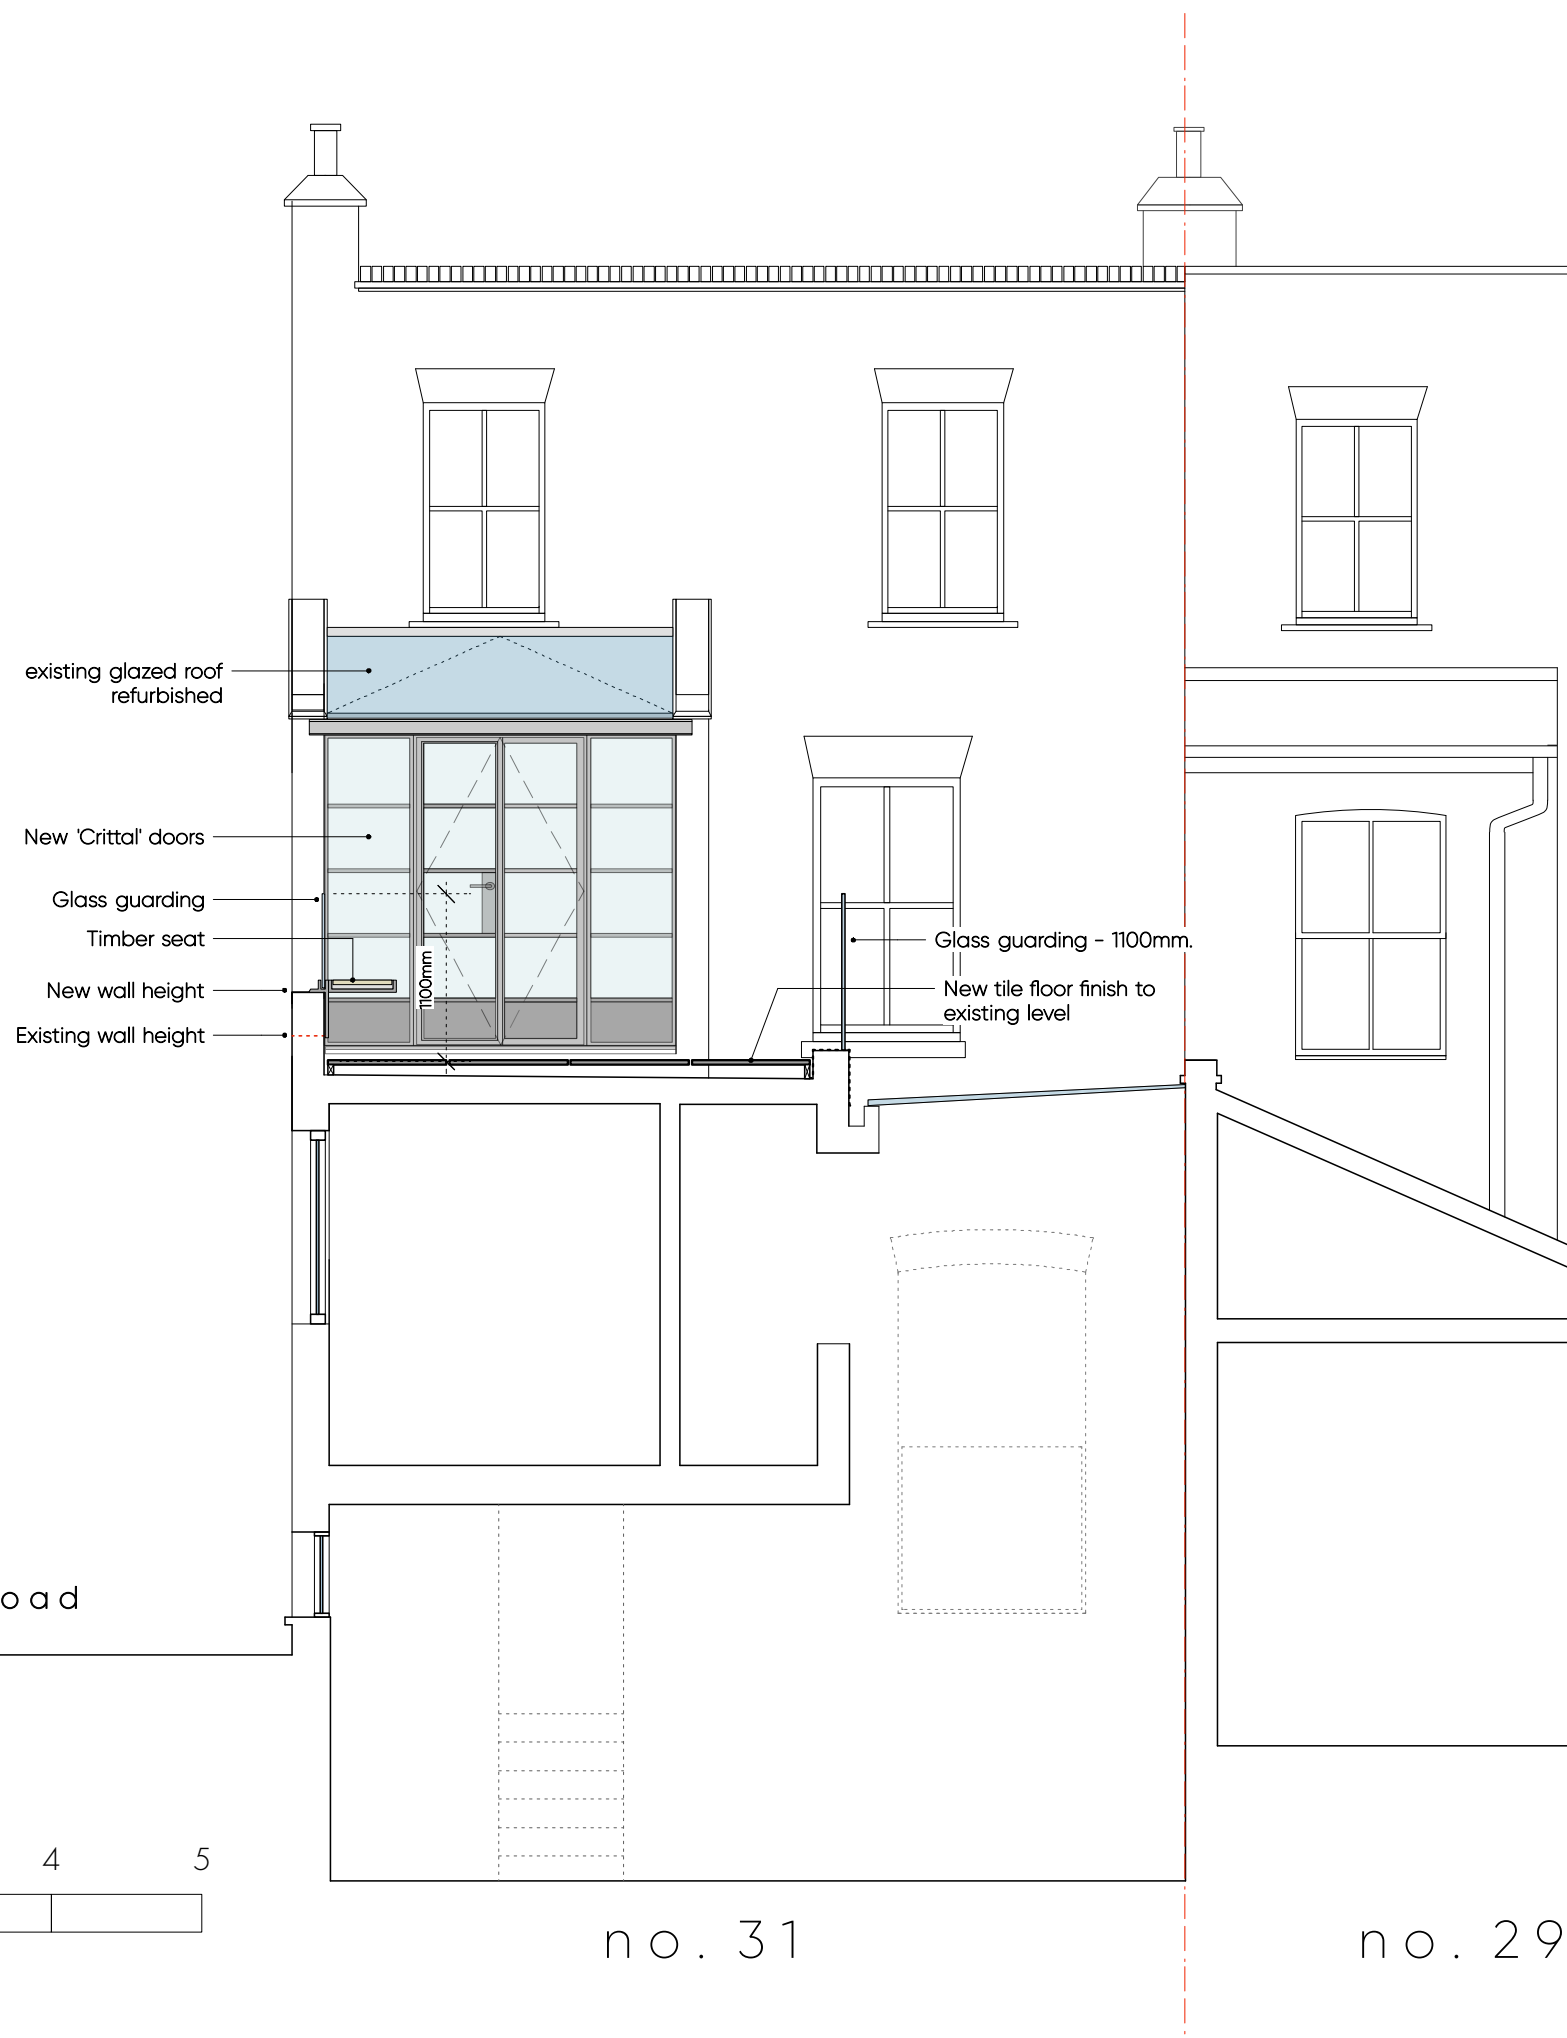 existing glazed roof
refurbished
New 'Crittal' doors
Glass guarding
Timber seat
New wall height
Existing wall height
1100mm
Glass guarding - 1100mm.
New tile floor finish to
existing level
oad
4 5
no. 31
no. 29